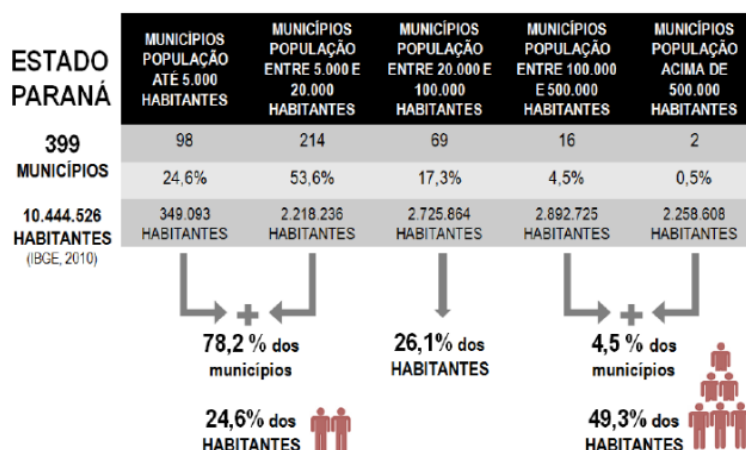 ESTADO
PARANÁ
MUNICÍPIOS
POPULAÇÃO
ATÉ 5.000
HABITANTES
MUNICÍPIOS
POPULAÇÃO
ENTRE 5.000 E
20.000
HABITANTES
MUNICÍPIOS
POPULAÇÃO
ENTRE 20.000 E
100.000
HABITANTES
MUNICÍPIOS
POPULAÇÃO
ENTRE 100.000
E 500.000
HABITANTES
MUNICÍPIOS
POPULAÇÃO
ACIMA DE
500.000
HABITANTES
399
MUNICÍPIOS
98 214 69 16 2
24,6% 53,6% 17,3% 4,5% 0,5%
10.444.526
HABITANTES
(IBGE, 2010)
349.093
HABITANTES
2.218.236
HABITANTES
2.725.864
HABITANTES
2.892.725
HABITANTES
2.258.608
HABITANTES
78,2 % dos
municípios
24,6% dos
HABITANTES
26,1% dos
HABITANTES
4,5 % dos
municípios
49,3% dos
HABITANTES